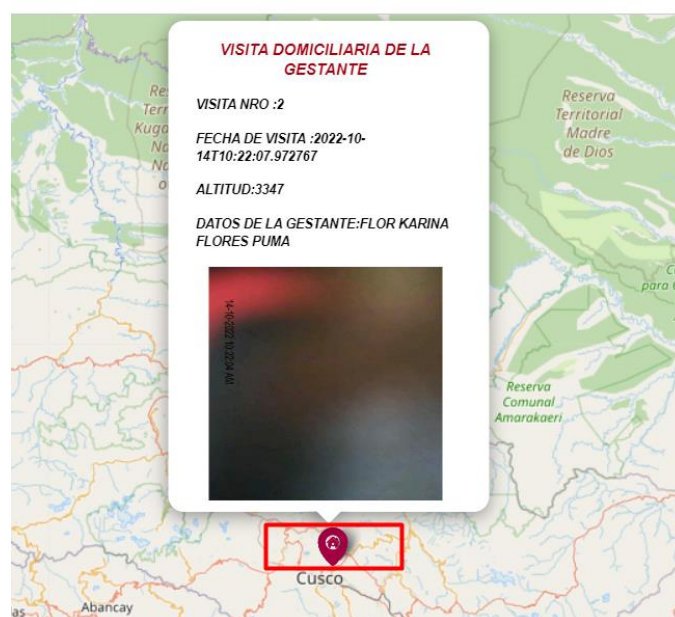 VISITA DOMICILIARIA DE LA
GESTANTE
VISITA NRO :2
FECHA DE VISITA :2022-10-
14T10:22:07.972767
ALTITUD:3347
DATOS DE LA GESTANTE:FLOR KARINA
FLORES PUMA
14-10-2022 10:22:04 AM
Reserva
Territorial
Madre
de Dios
Reserva
Comunal
Amarakaeri
Cusco
Abancay